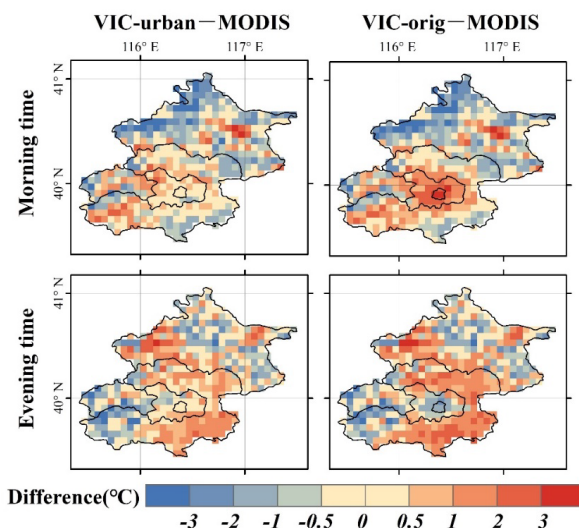 VIC-urban—MODIS VIC-orig—MODIS
116° E 117° E 116° E 117° E
41° N
Morning time
40° N
41° N
Evening time
40° N
Difference(℃)
-3 -2 -1 -0.5 0 0.5 1 2 3